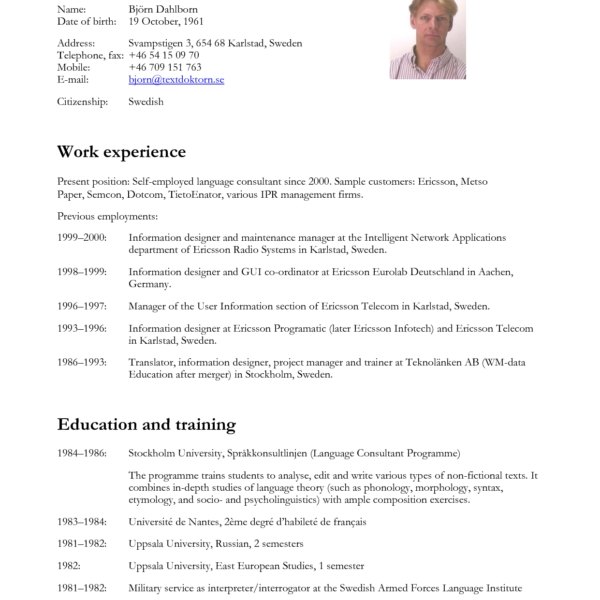 Name: Björn Dahlborn
Date of birth: 19 October, 1961
Address: Svampstigen 3, 654 68 Karlstad, Sweden
Telephone, fax: +46 54 15 09 70
Mobile: +46 709 151 763
E-mail: bjorn@textdoktorn.se
Citizenship: Swedish
Work experience
Present position: Self-employed language consultant since 2000. Sample customers: Ericsson, Metso
Paper, Semcon, Dotcom, TietoEnator, various IPR management firms.
Previous employments:
1999–2000: Information designer and maintenance manager at the Intelligent Network Applications
department of Ericsson Radio Systems in Karlstad, Sweden.
1998–1999: Information designer and GUI co-ordinator at Ericsson Eurolab Deutschland in Aachen,
Germany.
1996–1997: Manager of the User Information section of Ericsson Telecom in Karlstad, Sweden.
1993–1996: Information designer at Ericsson Programatic (later Ericsson Infotech) and Ericsson Telecom
in Karlstad, Sweden.
1986–1993: Translator, information designer, project manager and trainer at Teknolänken AB (WM-data
Education after merger) in Stockholm, Sweden.
Education and training
1984–1986: Stockholm University, Språkkonsultlinjen (Language Consultant Programme)
The programme trains students to analyse, edit and write various types of non-fictional texts. It
combines in-depth studies of language theory (such as phonology, morphology, syntax,
etymology, and socio- and psycholinguistics) with ample composition exercises.
1983–1984: Université de Nantes, 2ème degré d'habileté de français
1981–1982: Uppsala University, Russian, 2 semesters
1982: Uppsala University, East European Studies, 1 semester
1981–1982: Military service as interpreter/interrogator at the Swedish Armed Forces Language Institute